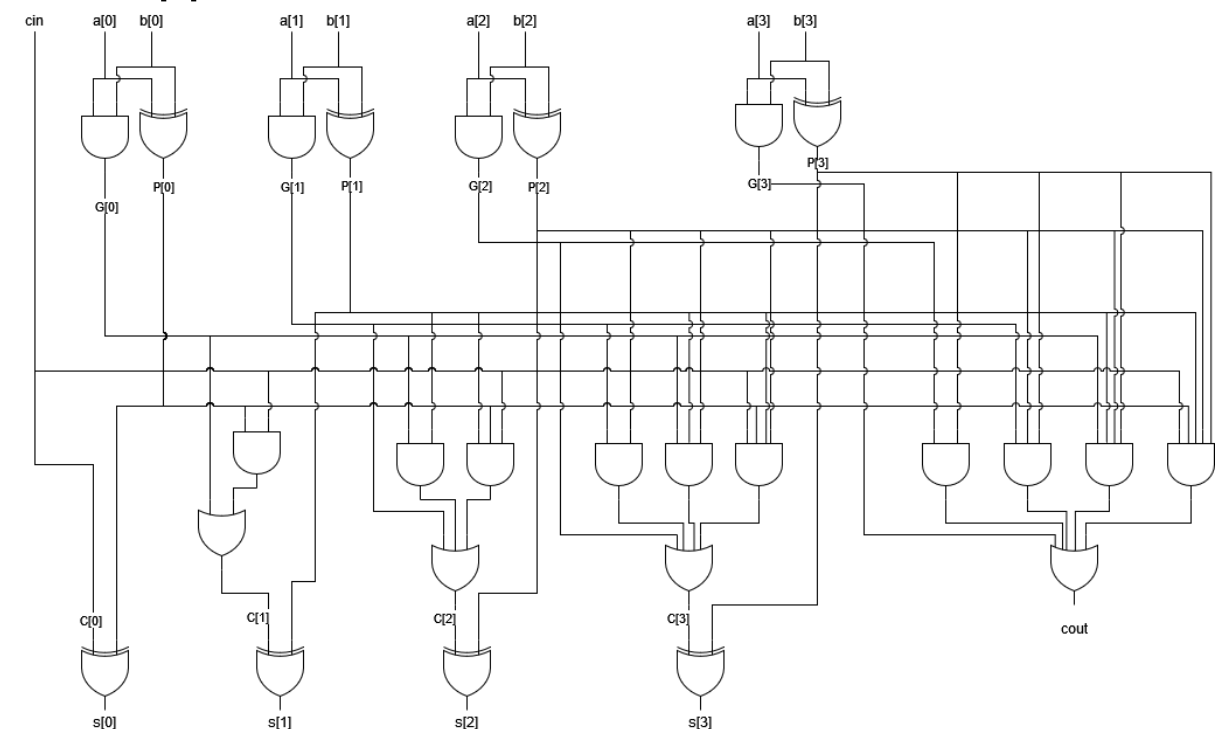 cin a[0] b[0] a[1] b[1] a[2] b[2] a[3] b[3]
P[3]
P[0] G[1] P[1] G[2] P[2] G[3]
G[0]
C[0] C[1] C[2] C[3]
cout
s[0] s[1] s[2] s[3]